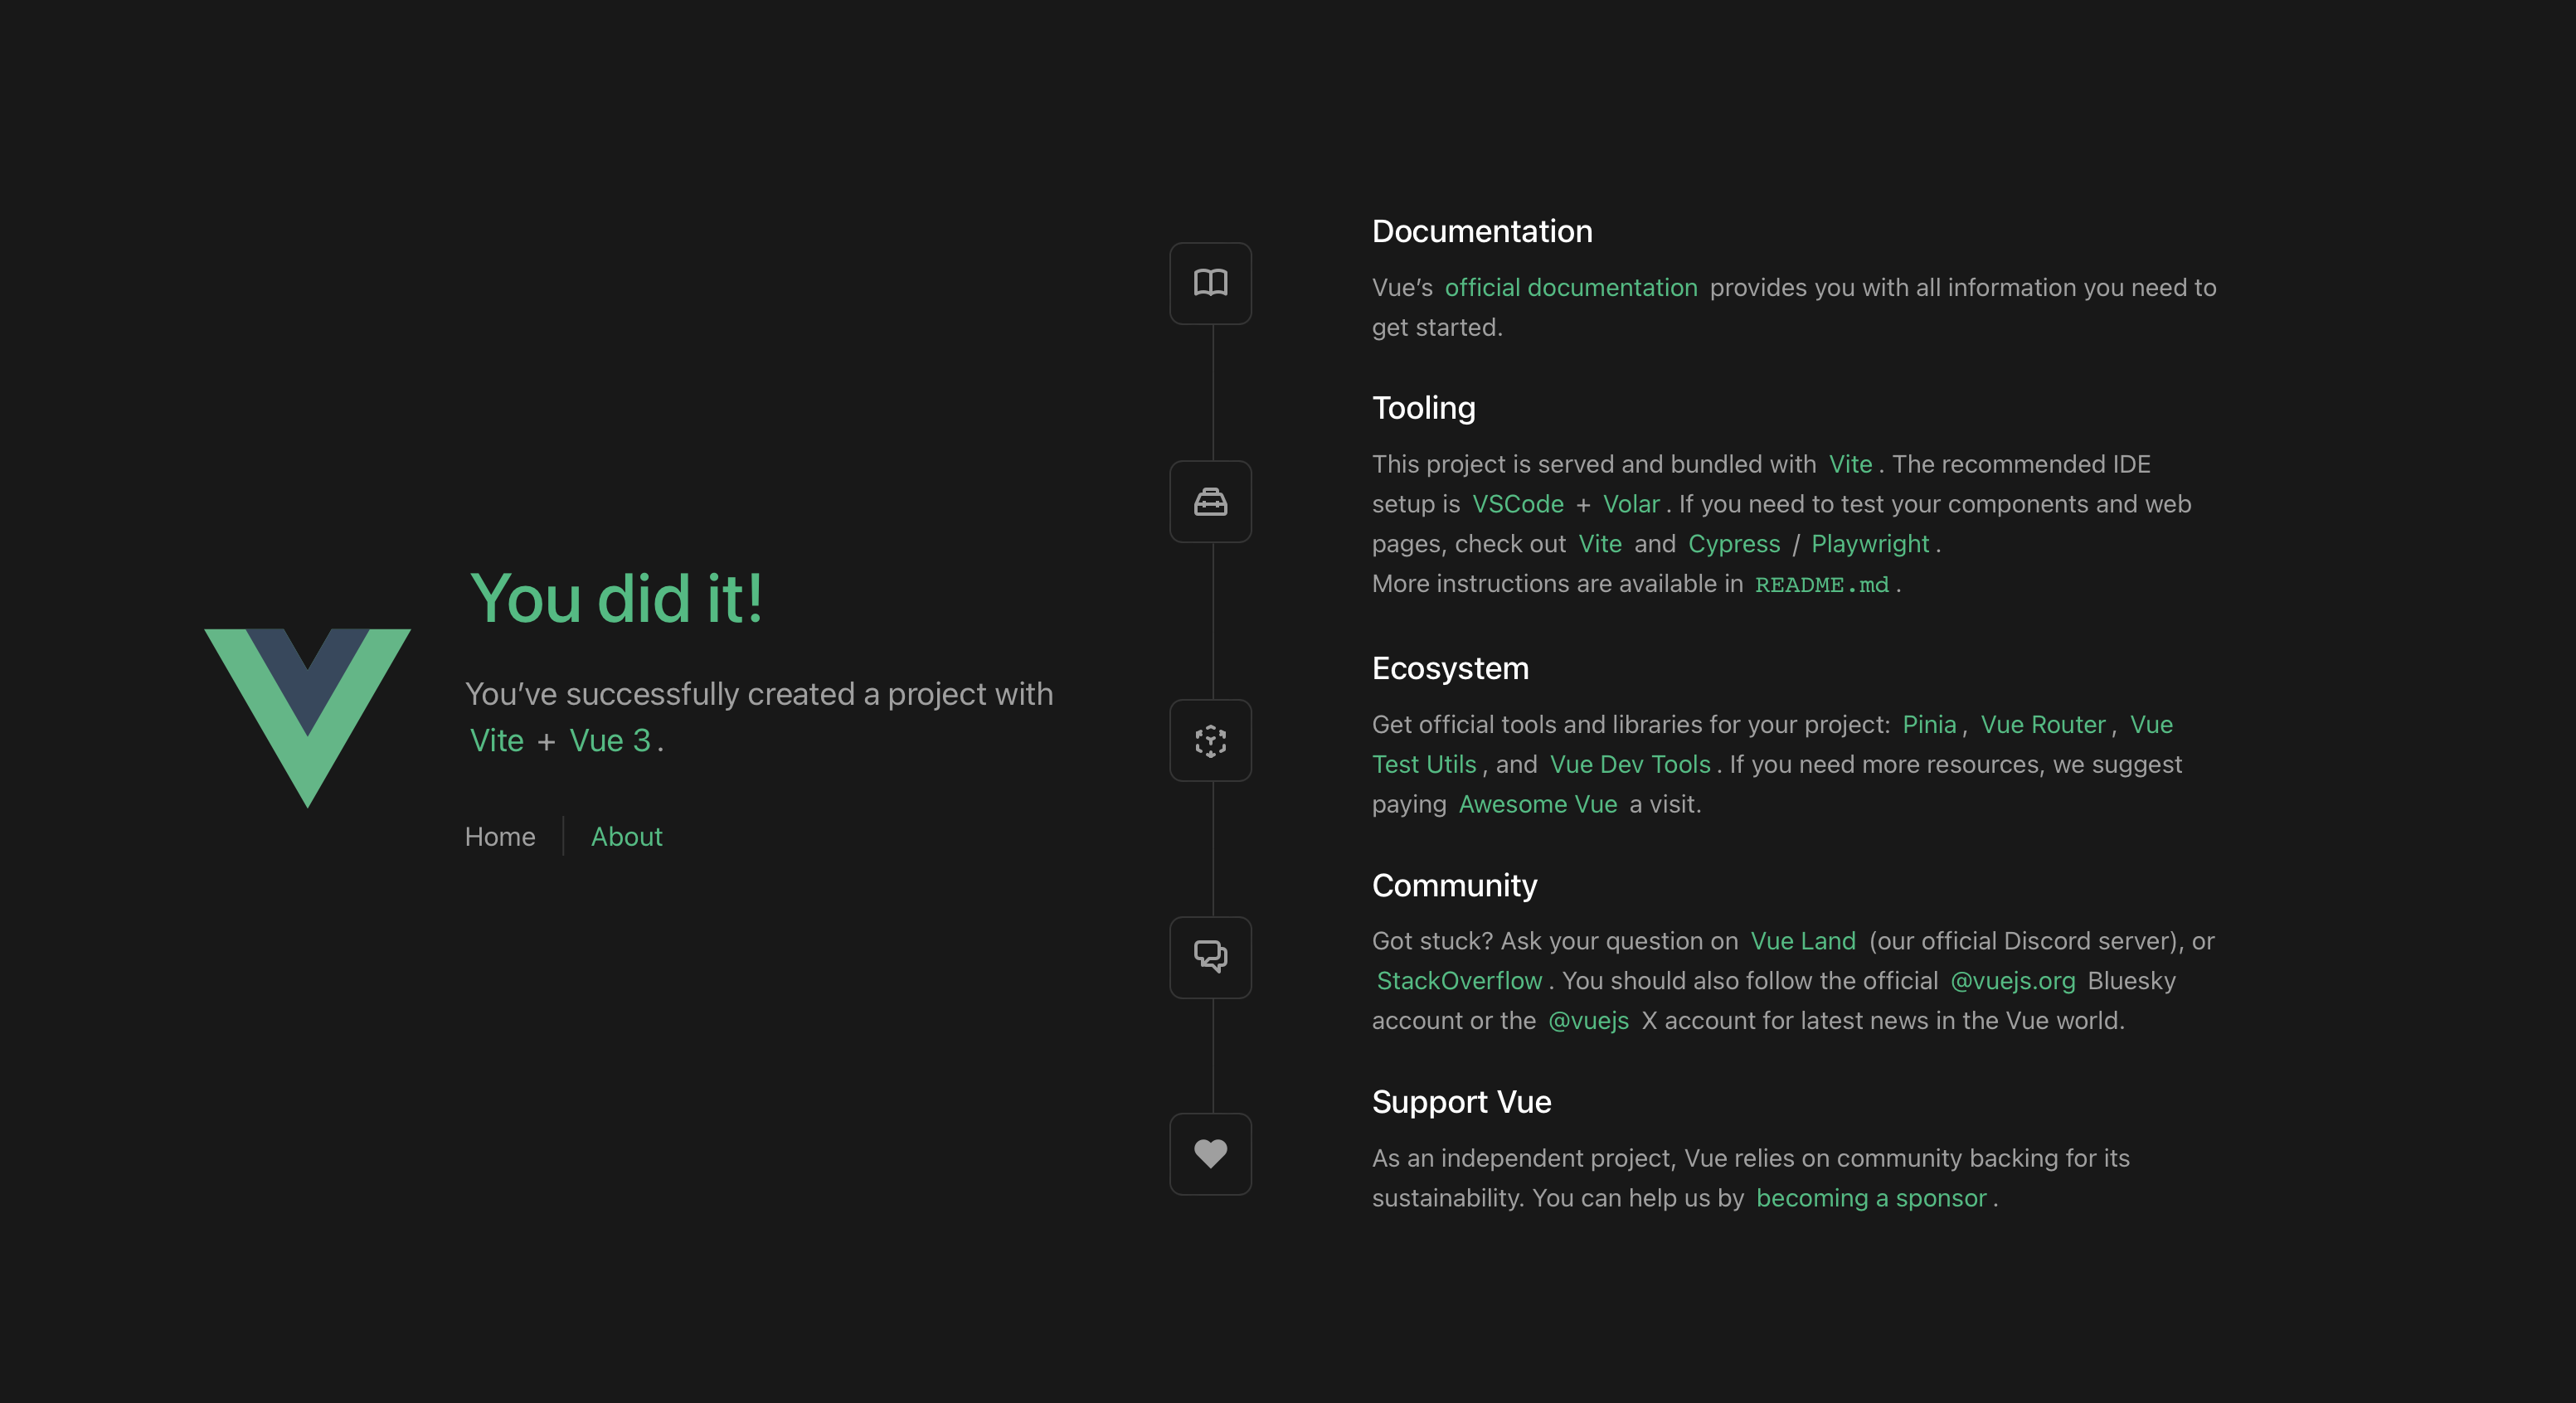 You did it!
You’ve successfully created a project with
Vite + Vue 3 .
Home
About
Documentation
Vue’s official documentation provides you with all information you need to
get started.
Tooling
This project is served and bundled with Vite . The recommended IDE
setup is VSCode + Volar . If you need to test your components and web
pages, check out Vite and Cypress / Playwright .
More instructions are available in README.md .
Ecosystem
Get official tools and libraries for your project: Pinia , Vue Router , Vue
Test Utils , and Vue Dev Tools . If you need more resources, we suggest
paying Awesome Vue a visit.
Community
Got stuck? Ask your question on Vue Land (our official Discord server), or
StackOverflow . You should also follow the official @vuejs.org Bluesky
account or the @vuejs X account for latest news in the Vue world.
Support Vue
As an independent project, Vue relies on community backing for its
sustainability. You can help us by becoming a sponsor .